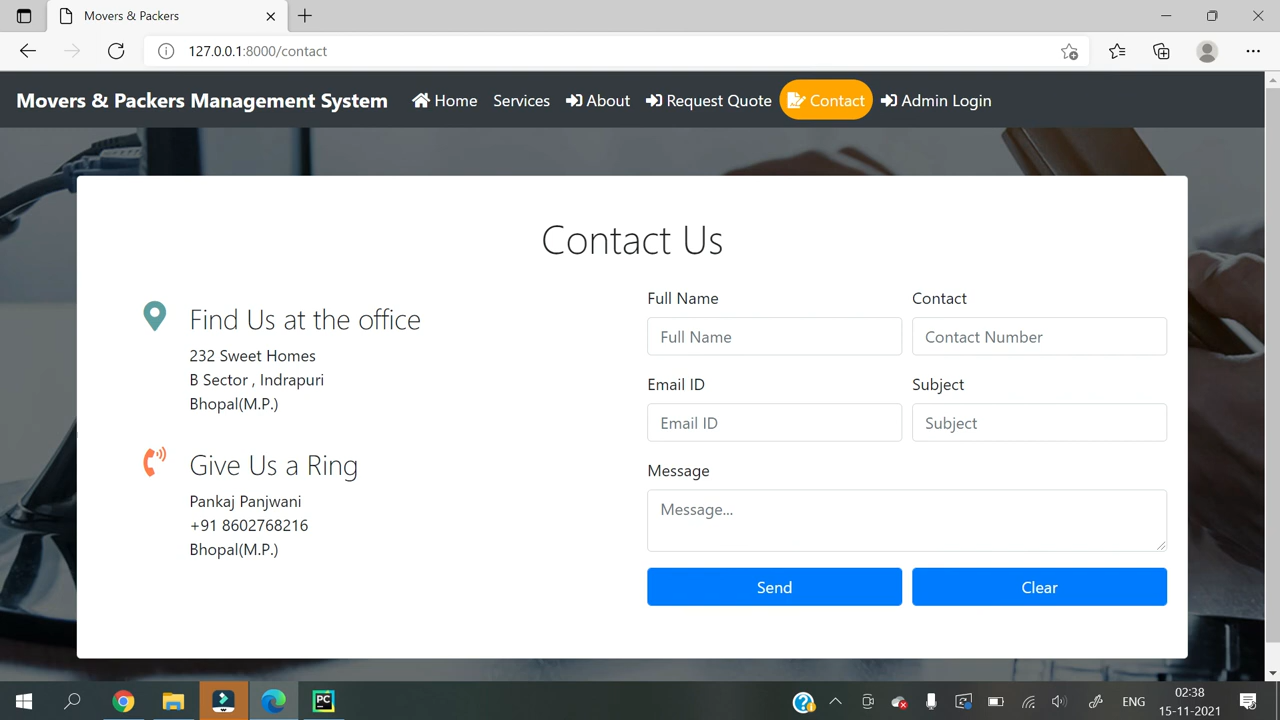 Movers & Packers
127.0.0.1:8000/contact
Movers & Packers Management System Home Services About Request Quote Contact Admin Login
Contact Us
Find Us at the office
232 Sweet Homes
B Sector , Indrapuri
Bhopal(M.P.)
Give Us a Ring
Pankaj Panjwani
+91 8602768216
Bhopal(M.P.)
Full Name Contact
Full Name Contact Number
Email ID Subject
Email ID Subject
Message
Message...
Send Clear
PC
ENG
02:38
15-11-2021